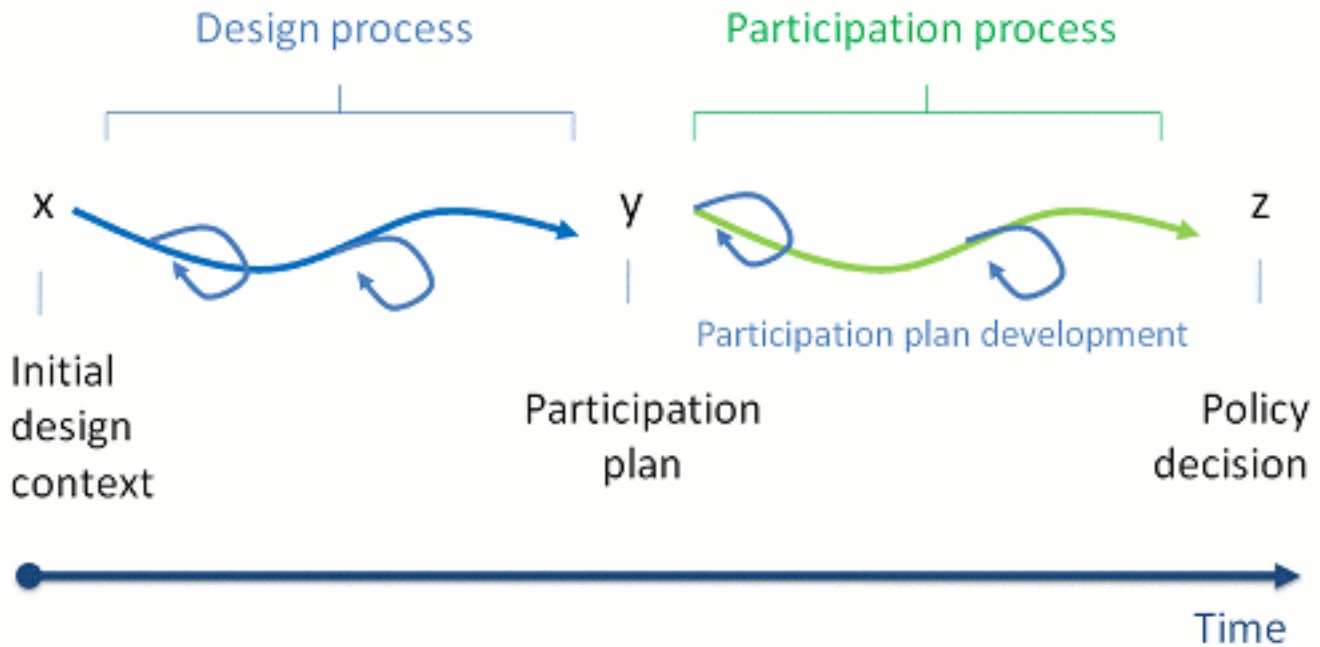 Design process
Participation process
x
y
z
Participation plan development
Initial
design
context
Participation
plan
Policy
decision
Time